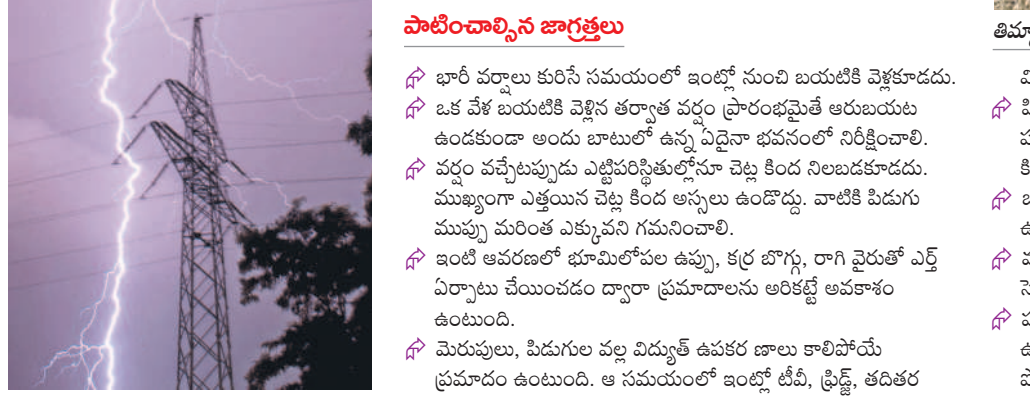 పాటించాల్సిన జాగ్రత్తలు
భారీ వర్షాలు కురిసే సమయంలో ఇంట్లో నుంచి బయటికి వెళ్లకూడదు.
ఒక వేళ బయటికి వెళ్లిన తర్వాత వర్షం ప్రారంభమైతే ఆరుబయట
ఉండకుండా అందు బాటులో ఉన్న ఏదైనా భవనంలో నిరీక్షించాలి.
వర్షం వచ్చేటప్పుడు ఎట్టిపరిస్థితుల్లోనూ చెట్ల కింద నిలబడకూడదు.
ముఖ్యంగా ఎత్తయిన చెట్ల కింద అస్సలు ఉండొద్దు. వాటికి పిడుగు
ముప్పు మరింత ఎక్కువని గమనించాలి.
ఇంటి ఆవరణలో భూమిలోపల ఉప్పు, కర్ర బొగ్గు, రాగి వైరుతో ఎర్త్
ఏర్పాటు చేయించడం ద్వారా ప్రమాదాలను అరికట్టే అవకాశం
ఉంటుంది.
మెరుపులు, పిడుగుల వల్ల విద్యుత్ ఉపకర ణాలు కాలిపోయే
ప్రమాదం ఉంటుంది. ఆ సమయంలో ఇంట్లో టీవీ, ఫ్రిడ్జ్, తదితర